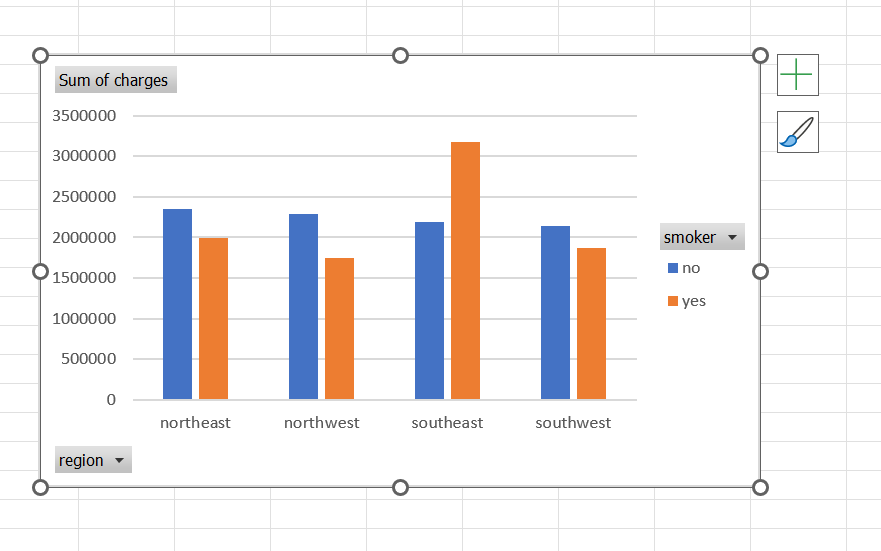 Sum of charges
3500000
3000000
2500000
2000000
1500000
1000000
500000
0
northeast northwest southeast southwest
smoker
no
yes
region